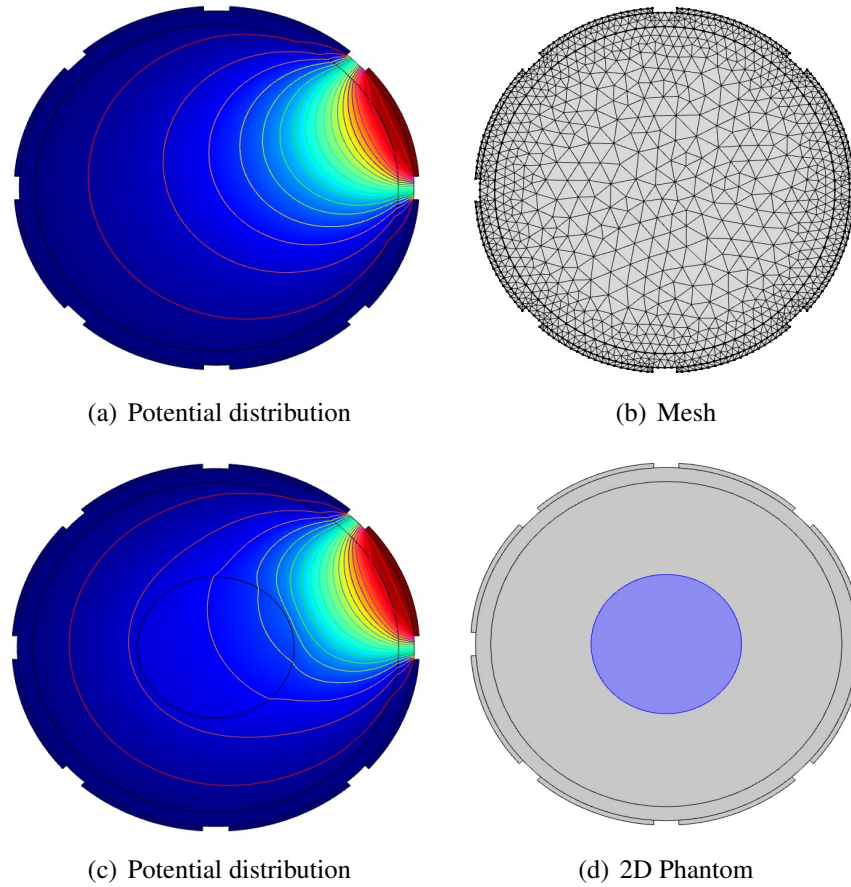 (a) Potential distribution
(b) Mesh
(c) Potential distribution
(d) 2D Phantom